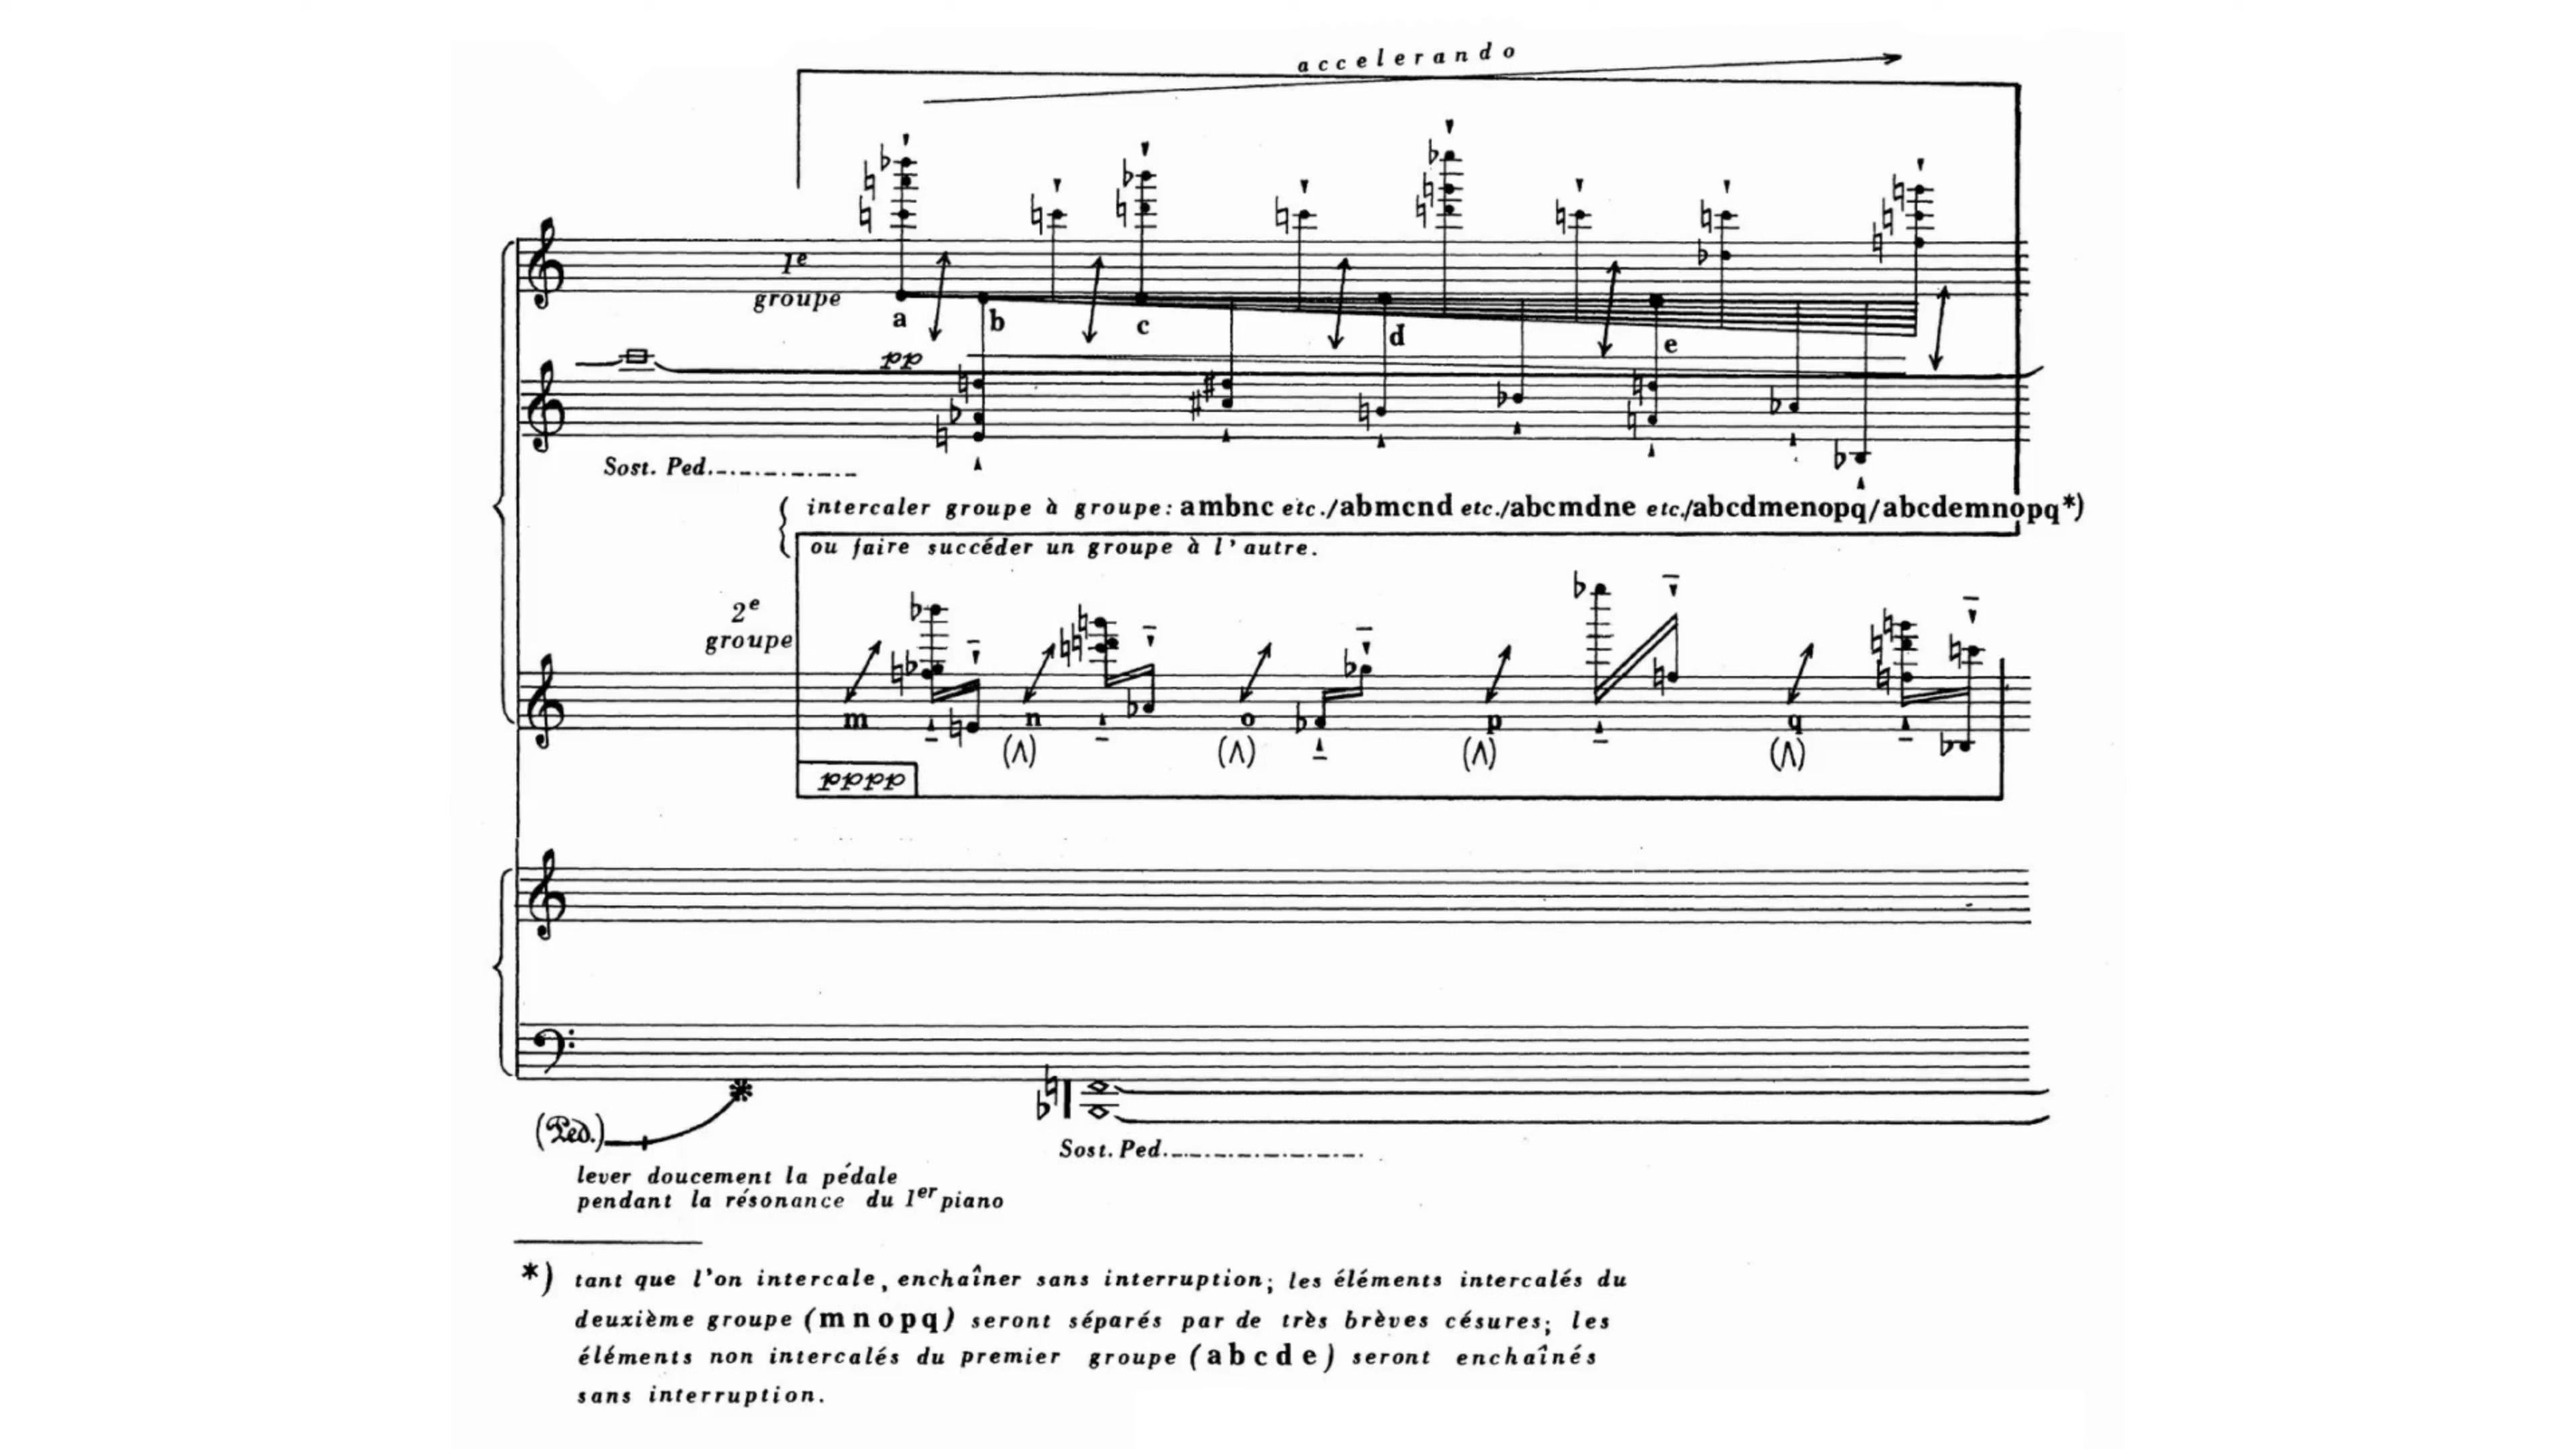 accelerando
1e
groupe
a b c d e
pp
Sost. Ped.
intercaler groupe à groupe: ambnc etc./abmcnd etc./abcmdne etc./abcdmenopq/abcdemnopq*)
ou faire succéder un groupe à l'autre.
2e
groupe
m n o p q
(Λ) (Λ) (Λ) (Λ)
pppp
(Ped.)
Sost. Ped.
lever doucement la pédale
pendant la résonance du 1er piano
*) tant que l'on intercale, enchaîner sans interruption; les éléments intercalés du
deuxième groupe (mnopq) seront séparés par de très brèves césures; les
éléments non intercalés du premier groupe (abcde) seront enchaînés
sans interruption.